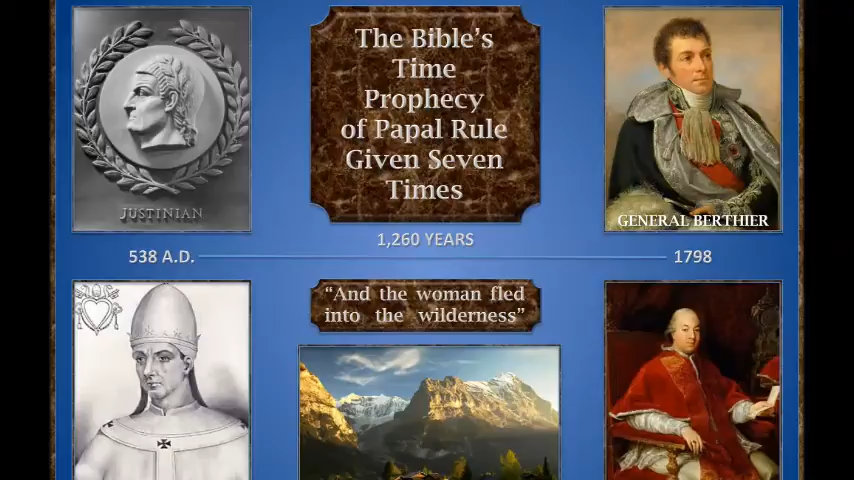 The Bible's
Time
Prophecy
of Papal Rule
Given Seven
Times
JUSTINIAN
GENERAL BERTHIER
1,260 YEARS
538 A.D.
1798
“And the woman fled
into the wilderness”